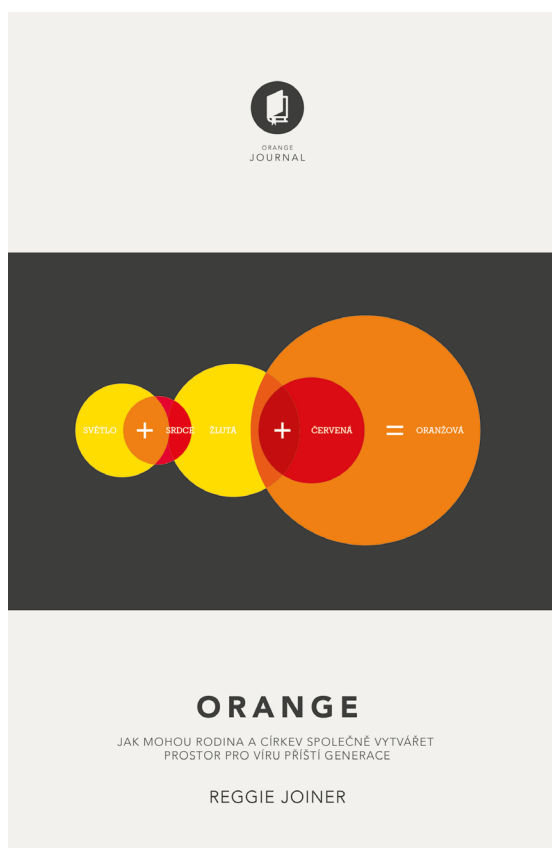 ORANGE
JOURNAL
SVĚTLO + SRDCE ŽLUTÁ + ČERVENÁ = ORANŽOVÁ
ORANGE
JAK MOHOU RODINA A CÍRKEV SPOLEČNĚ VYTVÁŘET
PROSTOR PRO VÍRU PŘÍŠTÍ GENERACE
REGGIE JOINER